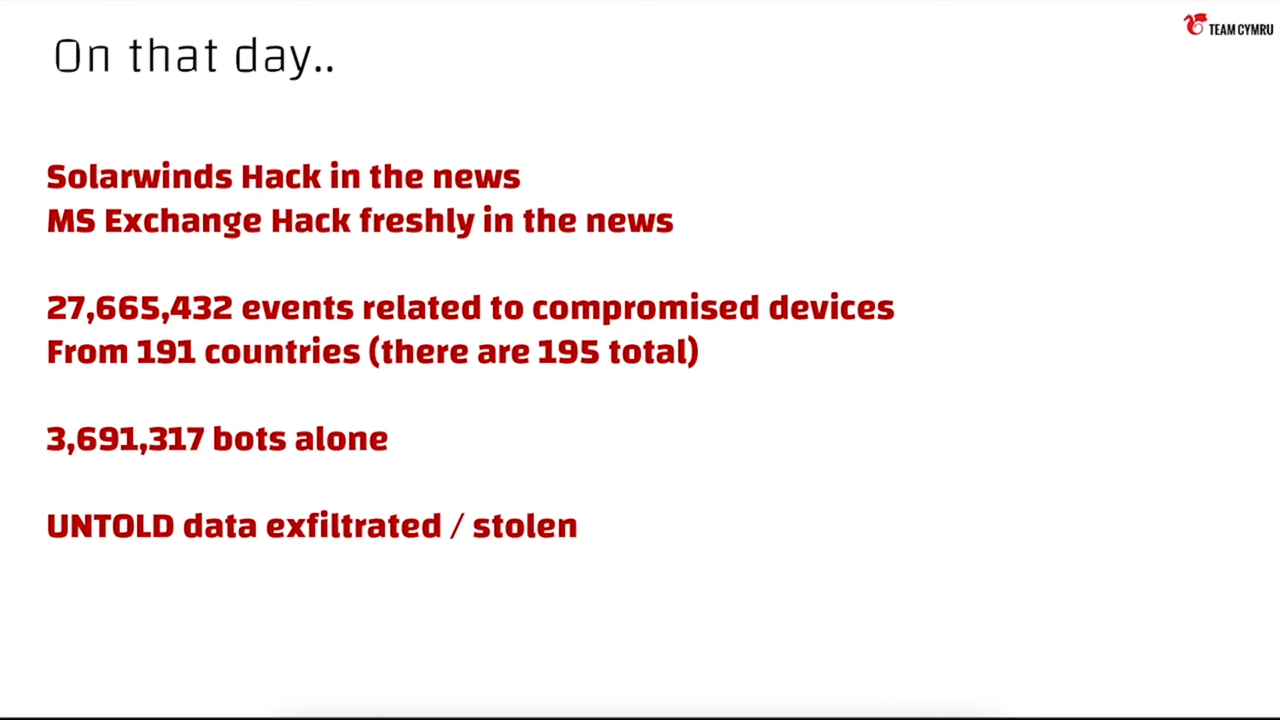 On that day..
TEAM CYMRU
Solarwinds Hack in the news
MS Exchange Hack freshly in the news
27,665,432 events related to compromised devices
From 191 countries (there are 195 total)
3,691,317 bots alone
UNTOLD data exfiltrated / stolen